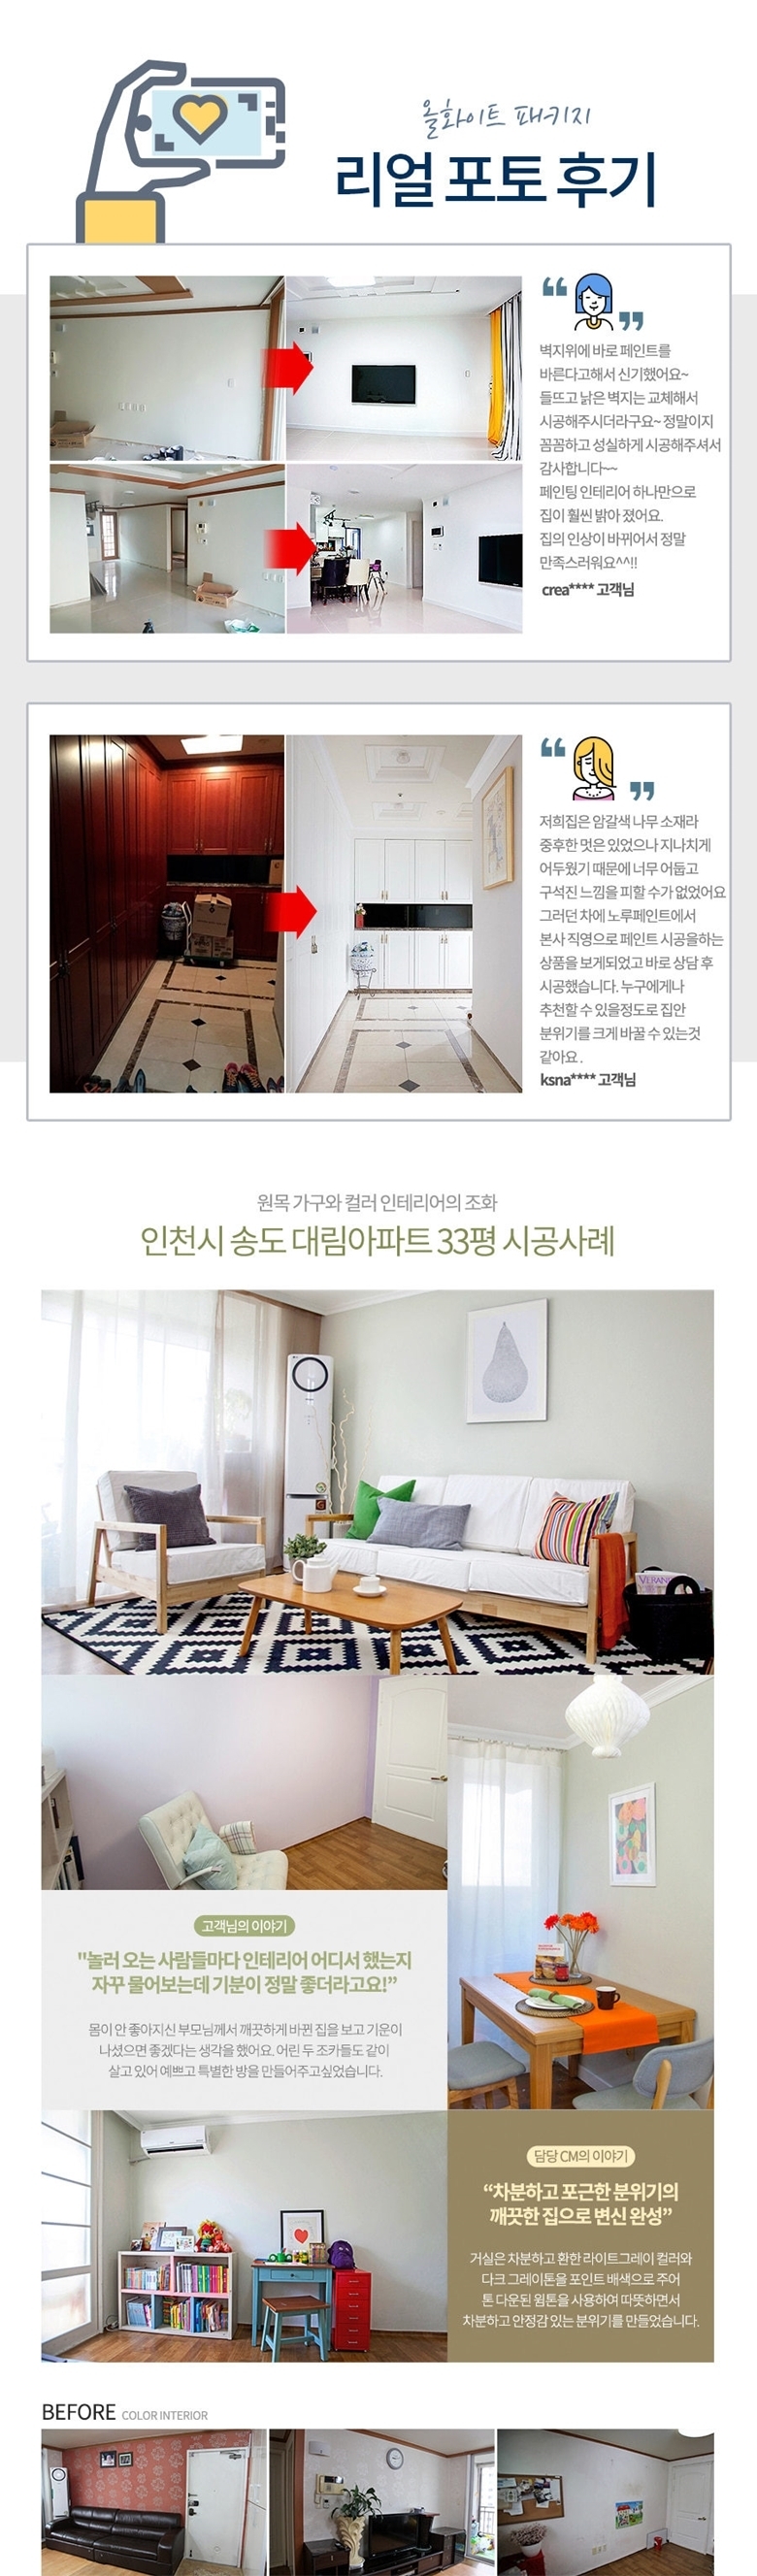 올화이트 패키지
리얼 포토 후기
벽지위에 바로 페인트를
바른다고해서 신기했어요~
들뜨고 낡은 벽지는 교체해서
시공해주시더라구요~ 정말이지
꼼꼼하고 성실하게 시공해주셔서
감사합니다~~
페인팅 인테리어 하나만으로
집이 훨씬 밝아 졌어요.
집의 인상이 바뀌어서 정말
만족스러워요^^!!
crea**** 고객님
저희집은 암갈색 나무 소재라
중후한 멋은 있었으나 지나치게
어두웠기 때문에 너무 어둡고
구석진 느낌을 피할 수가 없었어요
그러던 차에 노루페인트에서
본사 직영으로 페인트 시공을하는
상품을 보게되었고 바로 상담 후
시공했습니다. 누구에게나
추천할 수 있을정도로 집안
분위기를 크게 바꿀 수 있는것
같아요 .
ksna**** 고객님
원목 가구와 컬러 인테리어의 조화
인천시 송도 대림아파트 33평 시공사례
고객님의 이야기
"놀러 오는 사람들마다 인테리어 어디서 했는지
자꾸 물어보는데 기분이 정말 좋더라고요!”
몸이 안 좋아지신 부모님께서 깨끗하게 바뀐 집을 보고 기운이
나셨으면 좋겠다는 생각을 했어요. 어린 두 조카들도 같이
살고 있어 예쁘고 특별한 방을 만들어주고싶었습니다.
담당 CM의 이야기
“차분하고 포근한 분위기의
깨끗한 집으로 변신 완성”
거실은 차분하고 환한 라이트그레이 컬러와
다크 그레이톤을 포인트 배색으로 주어
톤 다운된 웜톤을 사용하여 따뜻하면서
차분하고 안정감 있는 분위기를 만들었습니다.
BEFORE COLOR INTERIOR